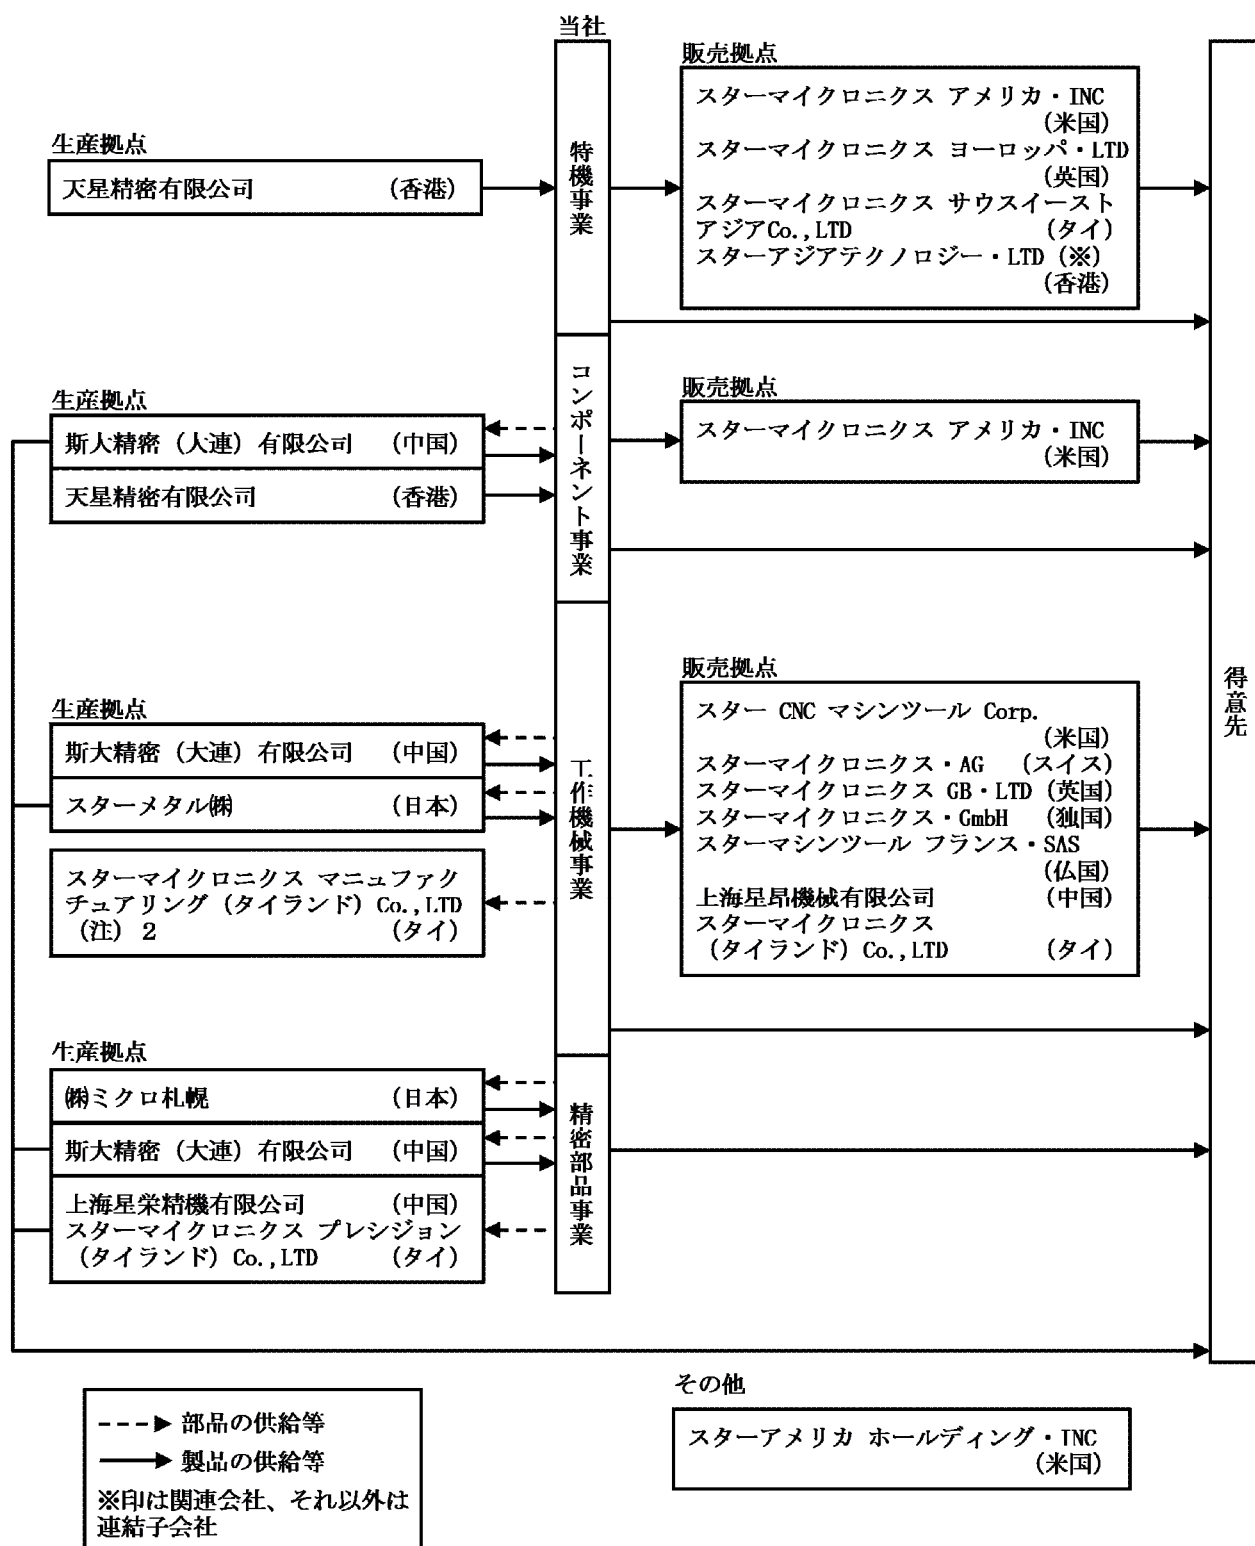 当社
生産拠点
天星精密有限公司 （香港）
特機事業
販売拠点
スターマイクロニクス アメリカ・INC
（米国）
スターマイクロニクス ヨーロッパ・LTD
（英国）
スターマイクロニクス サウスイースト
アジアCo.,LTD （タイ）
スターアジアテクノロジー・LTD（※）
（香港）
生産拠点
斯大精密（大連）有限公司 （中国）
天星精密有限公司 （香港）
コンポーネント事業
販売拠点
スターマイクロニクス アメリカ・INC
（米国）
生産拠点
斯大精密（大連）有限公司 （中国）
スターメタル㈱ （日本）
スターマイクロニクス マニュファク
チュアリング（タイランド）Co.,LTD
（注）2 （タイ）
工作機械事業
販売拠点
スター CNC マシンツール Corp.
（米国）
スターマイクロニクス・AG （スイス）
スターマイクロニクス GB・LTD（英国）
スターマイクロニクス・GmbH （独国）
スターマシンツール フランス・SAS
（仏国）
上海星昂機械有限公司 （中国）
スターマイクロニクス
（タイランド）Co.,LTD （タイ）
得意先
生産拠点
㈱ミクロ札幌 （日本）
斯大精密（大連）有限公司 （中国）
上海星栄精機有限公司 （中国）
スターマイクロニクス プレシジョン
（タイランド）Co.,LTD （タイ）
精密部品事業
その他
スターアメリカ ホールディング・INC
（米国）
部品の供給等
製品の供給等
※印は関連会社、それ以外は
連結子会社